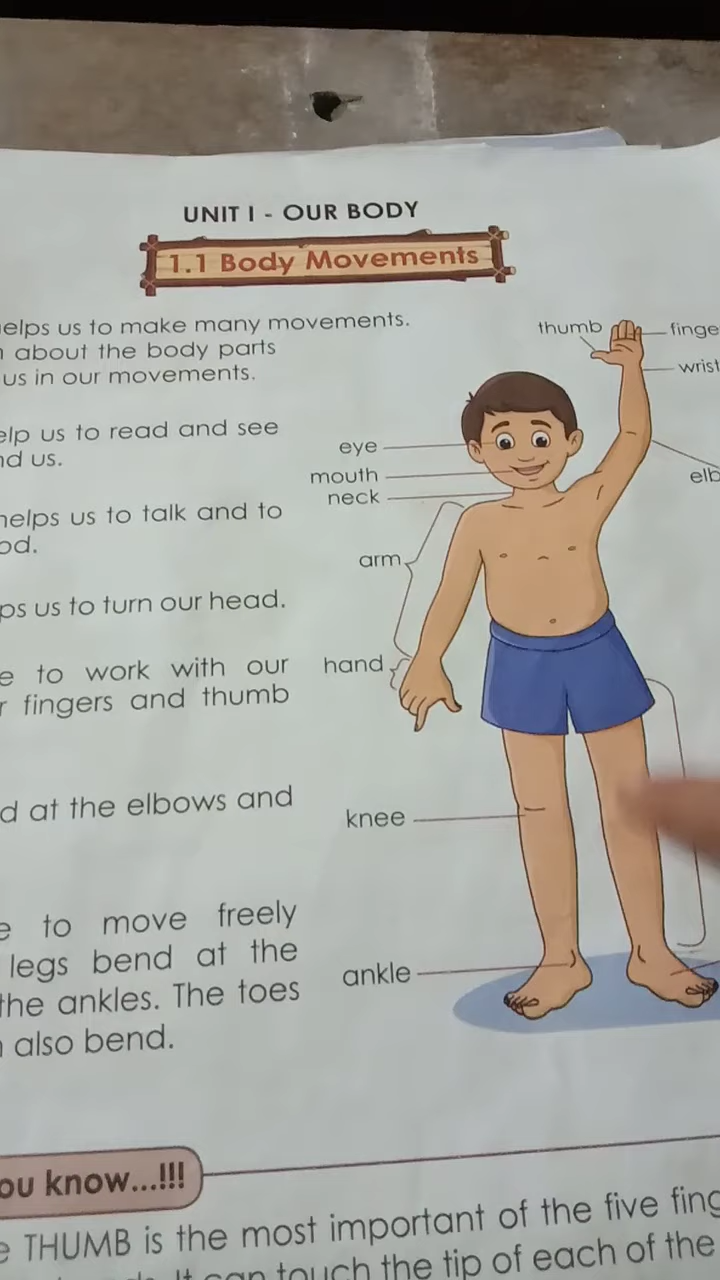 UNIT I - OUR BODY
1.1 Body Movements
elps us to make many movements.
about the body parts
us in our movements.
elp us to read and see
nd us.
helps us to talk and to
od.
ps us to turn our head.
e to work with our
r fingers and thumb
d at the elbows and
e to move freely
legs bend at the
the ankles. The toes
also bend.
thumb
finge
wrist
eye
mouth
neck
elb
arm
hand
knee
ankle
ou know...!!!
e THUMB is the most important of the five fing
It can touch the tip of each of the